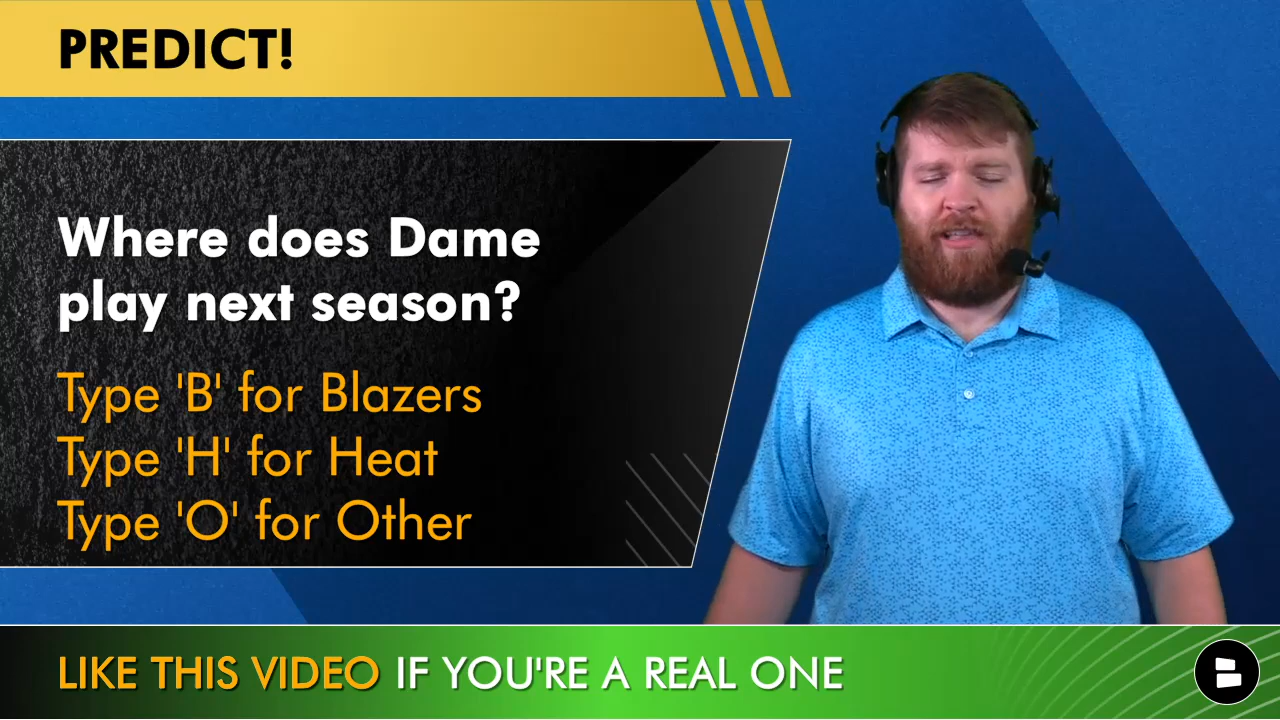 PREDICT!
Where does Dame
play next season?
Type 'B' for Blazers
Type 'H' for Heat
Type 'O' for Other
LIKE THIS VIDEO IF YOU'RE A REAL ONE